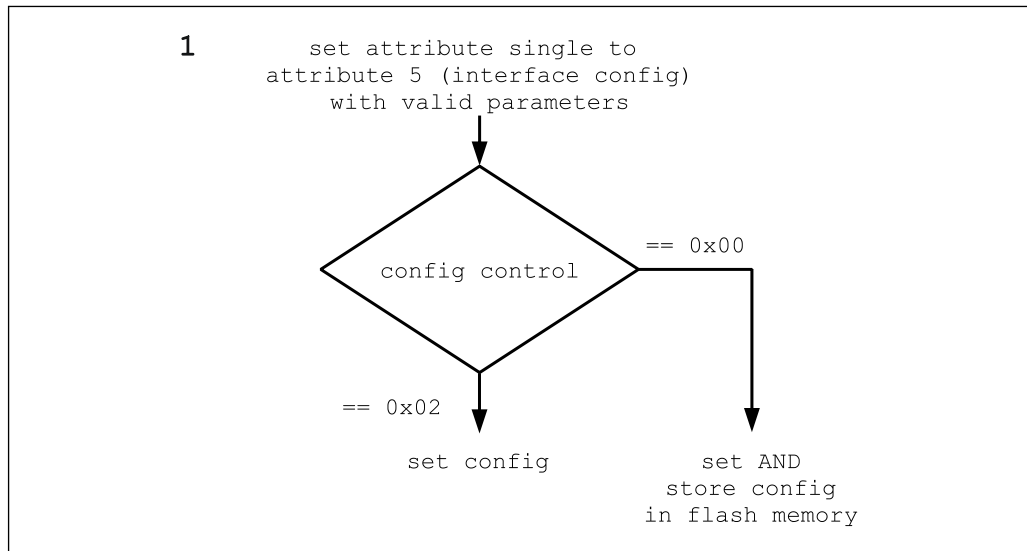 1
set attribute single to
attribute 5 (interface config)
with valid parameters
== 0x00
config control
== 0x02
set config
set AND
store config
in flash memory